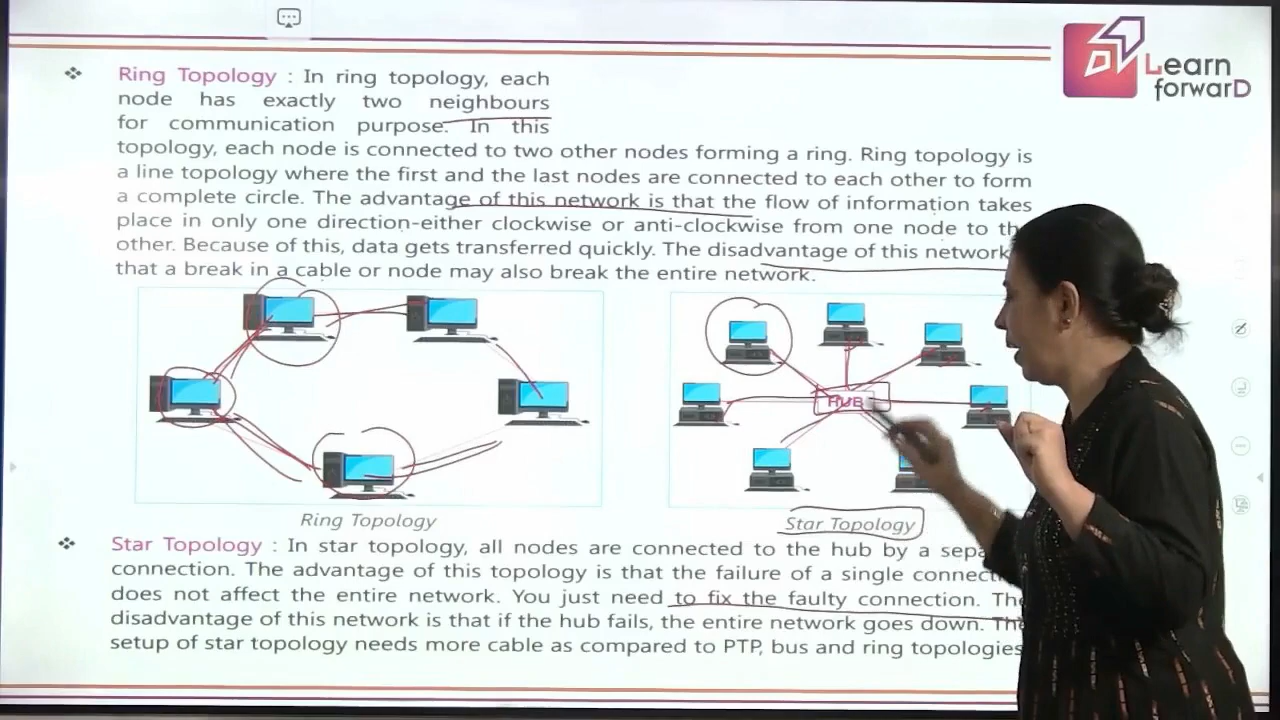 Learn
forwarD
❖ Ring Topology : In ring topology, each
node has exactly two neighbours
for communication purpose. In this
topology, each node is connected to two other nodes forming a ring. Ring topology is
a line topology where the first and the last nodes are connected to each other to form
a complete circle. The advantage of this network is that the flow of information takes
place in only one direction-either clockwise or anti-clockwise from one node to
other. Because of this, data gets transferred quickly. The disadvantage of this network
that a break in a cable or node may also break the entire network.
HUB
Ring Topology
Star Topology
❖ Star Topology : In star topology, all nodes are connected to the hub by a
connection. The advantage of this topology is that the failure of a single
does not affect the entire network. You just need to fix the faulty connection. The
disadvantage of this network is that if the hub fails, the entire network goes down. The
setup of star topology needs more cable as compared to PTP, bus and ring topologies